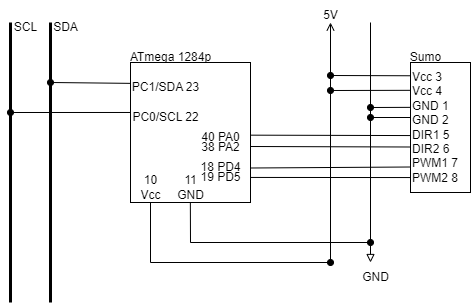 5V
SCL SDA
ATmega 1284p
Sumo
PC1/SDA 23
PC0/SCL 22
Vcc 3
Vcc 4
GND 1
GND 2
40 PA0
38 PA2
18 PD4
19 PD5
DIR1 5
DIR2 6
PWM1 7
PWM2 8
10 11
Vcc GND
GND